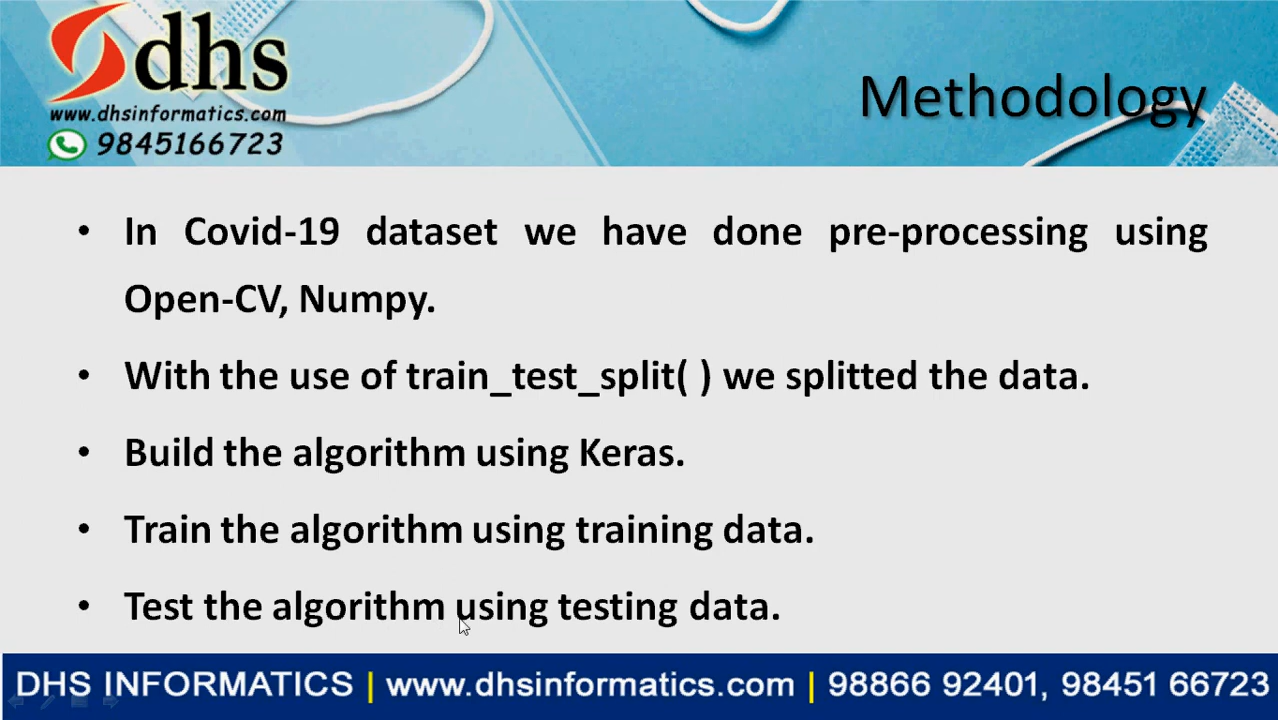 dhs
www.dhsinformatics.com
9845166723
Methodology
• In Covid-19 dataset we have done pre-processing using
Open-CV, Numpy.
• With the use of train_test_split( ) we splitted the data.
• Build the algorithm using Keras.
• Train the algorithm using training data.
• Test the algorithm using testing data.
DHS INFORMATICS | www.dhsinformatics.com | 98866 92401, 98451 66723